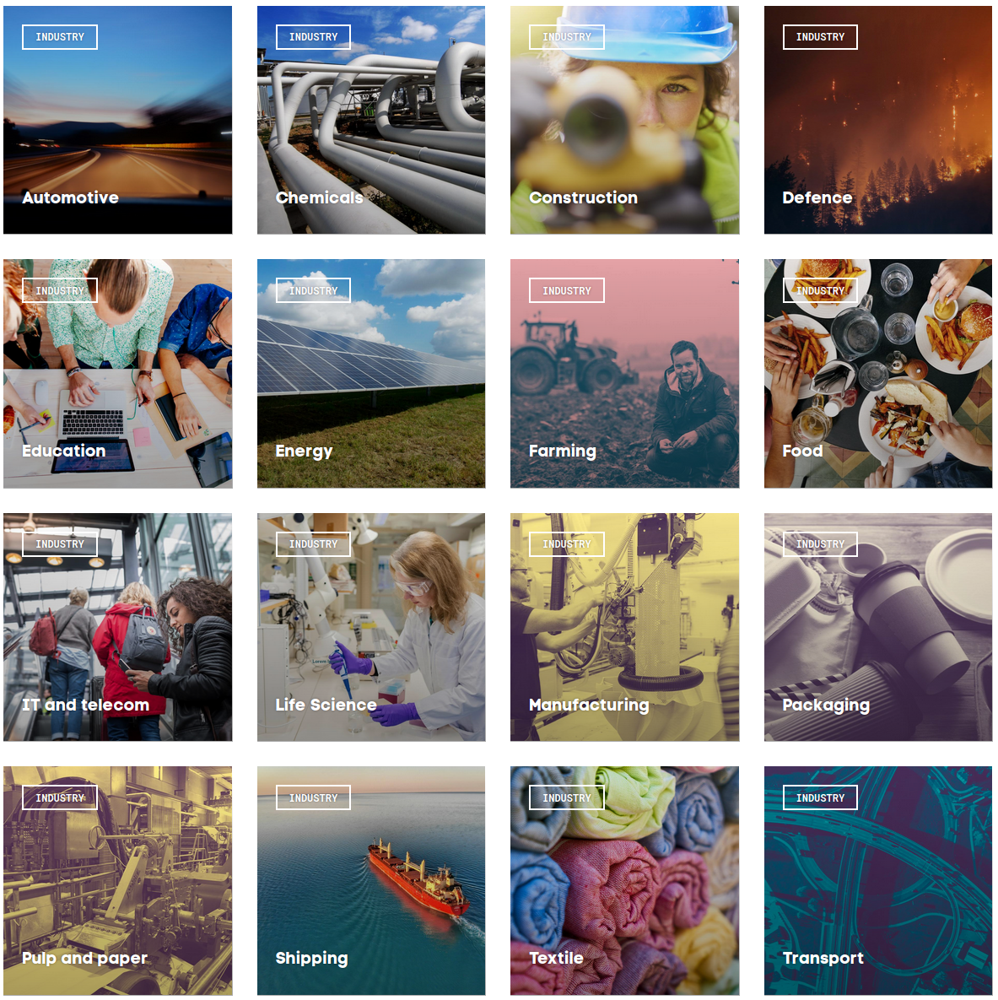 INDUSTRY
Automotive
INDUSTRY
Chemicals
INDUSTRY
Construction
INDUSTRY
Defence
INDUSTRY
Education
INDUSTRY
Energy
INDUSTRY
Farming
INDUSTRY
Food
INDUSTRY
IT and telecom
INDUSTRY
Life Science
INDUSTRY
Manufacturing
INDUSTRY
Packaging
INDUSTRY
Pulp and paper
INDUSTRY
Shipping
INDUSTRY
Textile
INDUSTRY
Transport